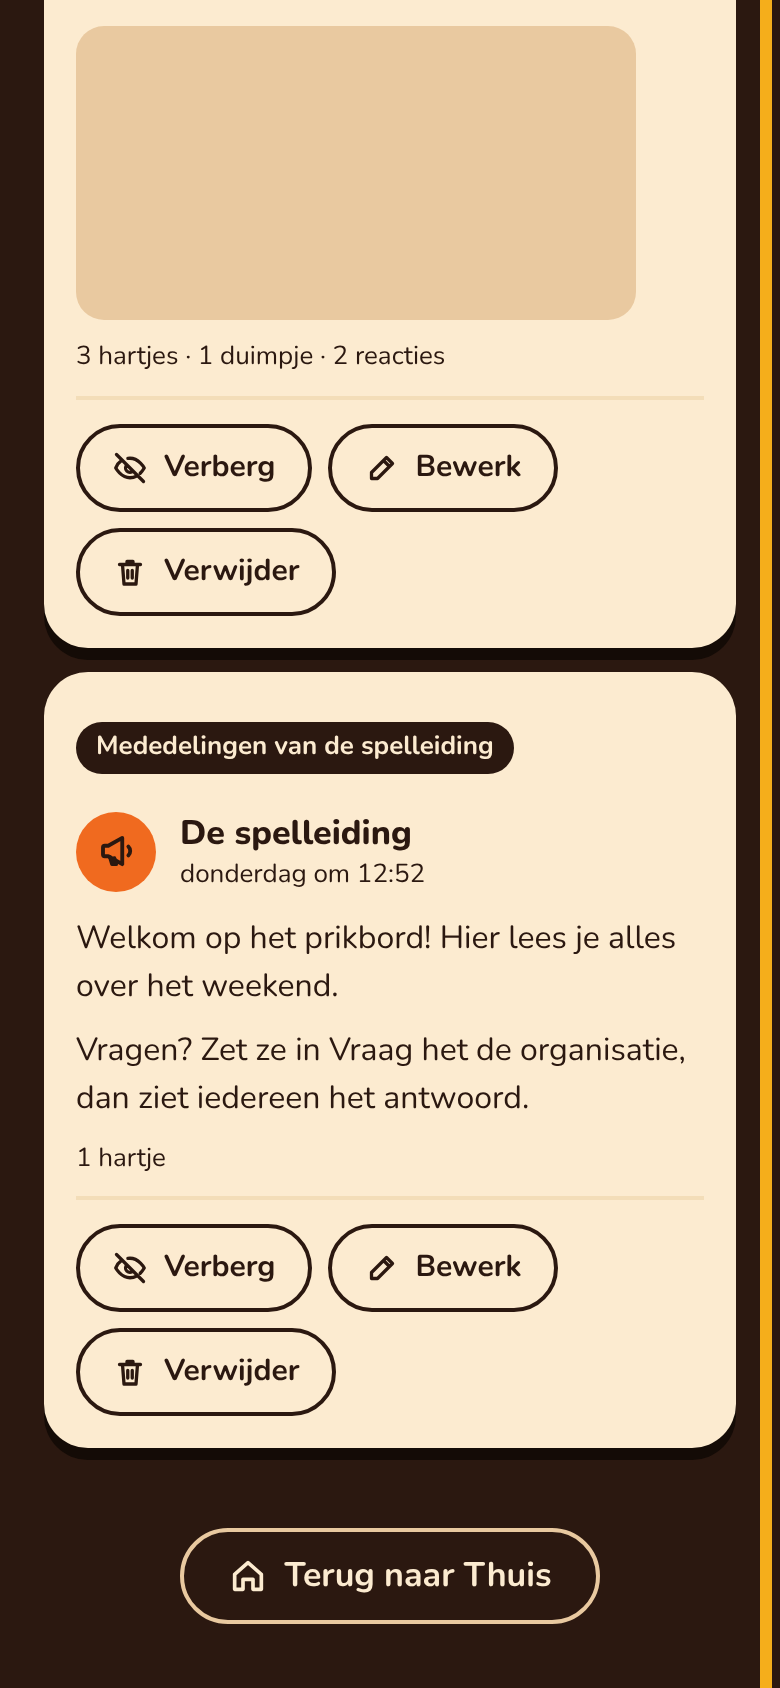 3 hartjes · 1 duimpje · 2 reacties
Verberg
Bewerk
Verwijder
Mededelingen van de spelleiding
De spelleiding
donderdag om 12:52
Welkom op het prikbord! Hier lees je alles
over het weekend.
Vragen? Zet ze in Vraag het de organisatie,
dan ziet iedereen het antwoord.
1 hartje
Verberg
Bewerk
Verwijder
Terug naar Thuis